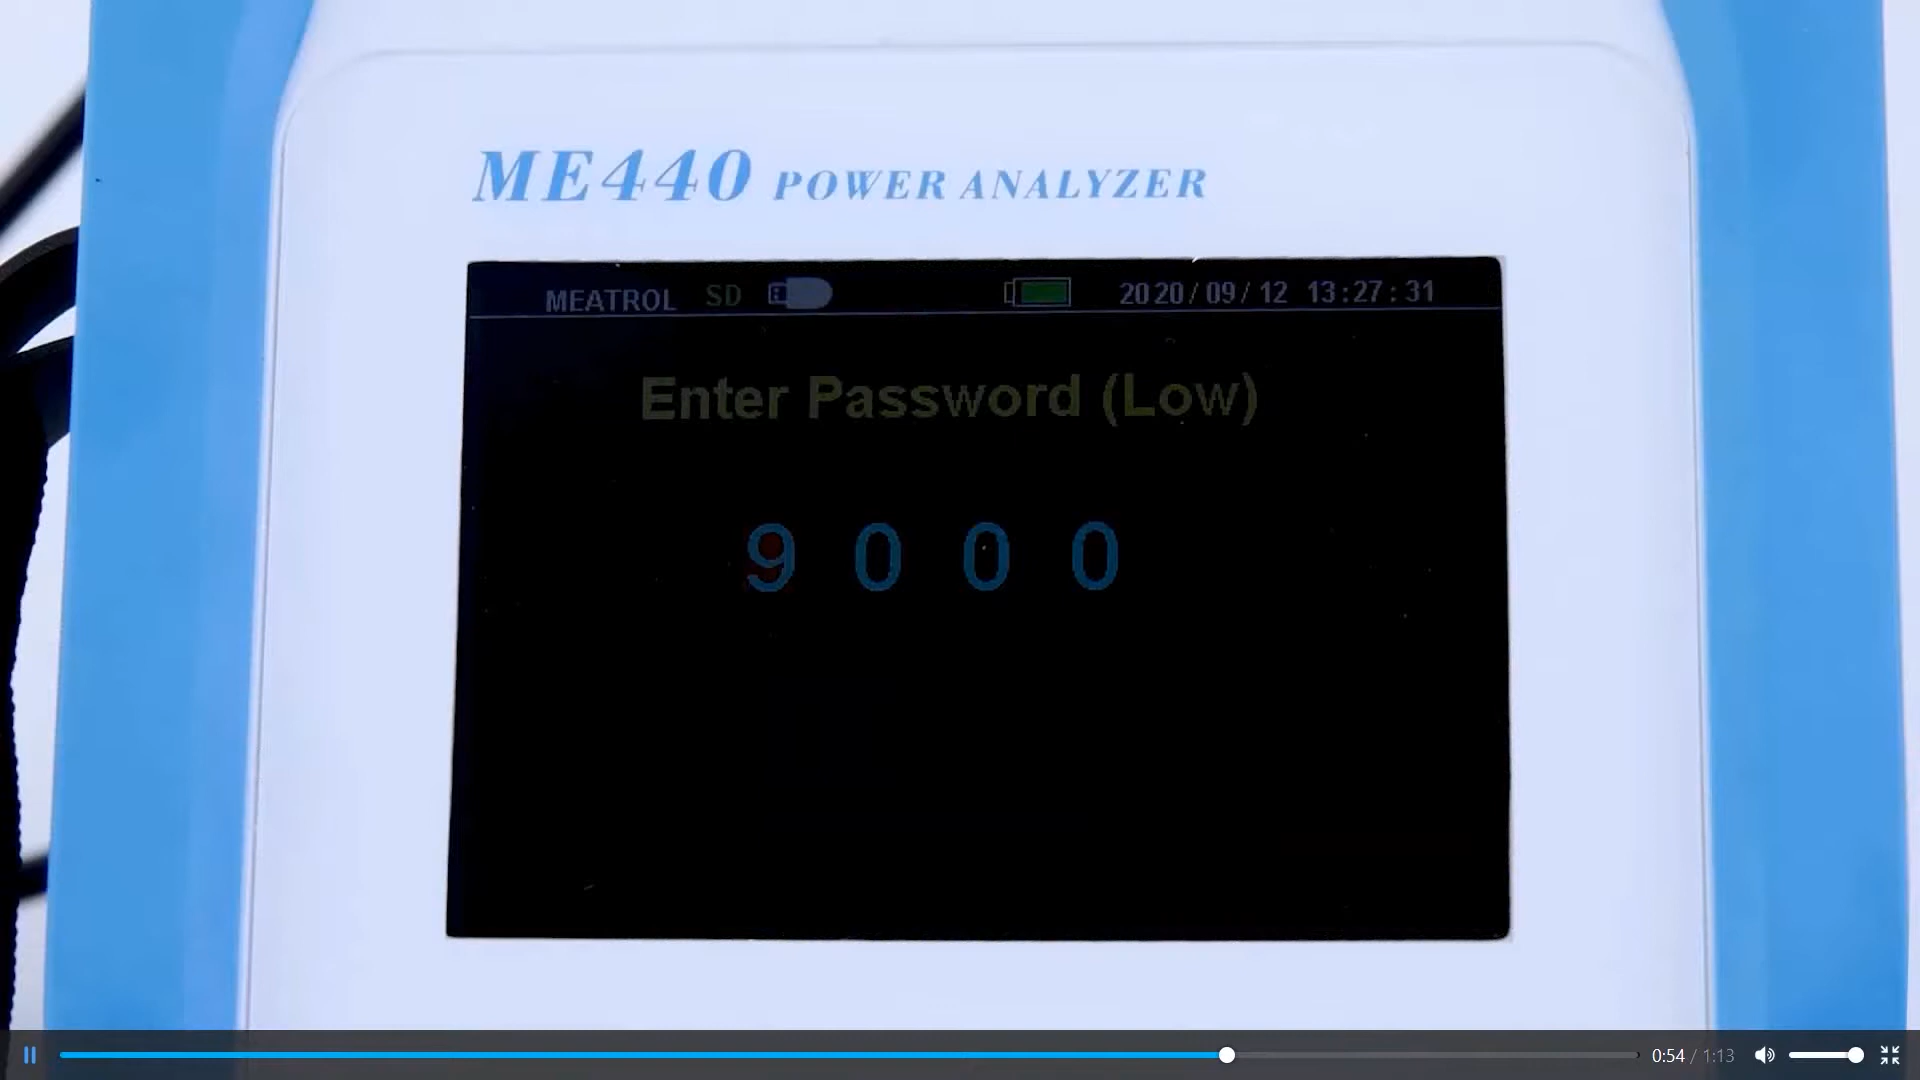 ME440 POWER ANALYZER
MEATROL SD 2020/09/12 13:27:31
Enter Password (Low)
9 0 0 0
0:54 / 1:13